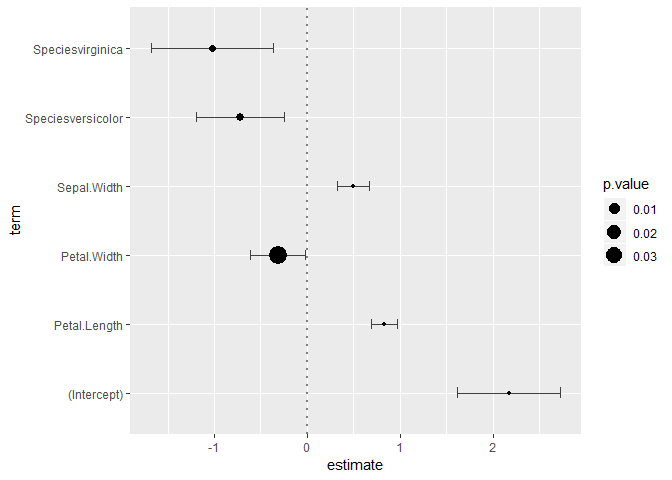 Speciesvirginica
Speciesversicolor
Sepal.Width
Petal.Width
Petal.Length
(Intercept)
term
-1 0 1 2
estimate
p.value
0.01
0.02
0.03